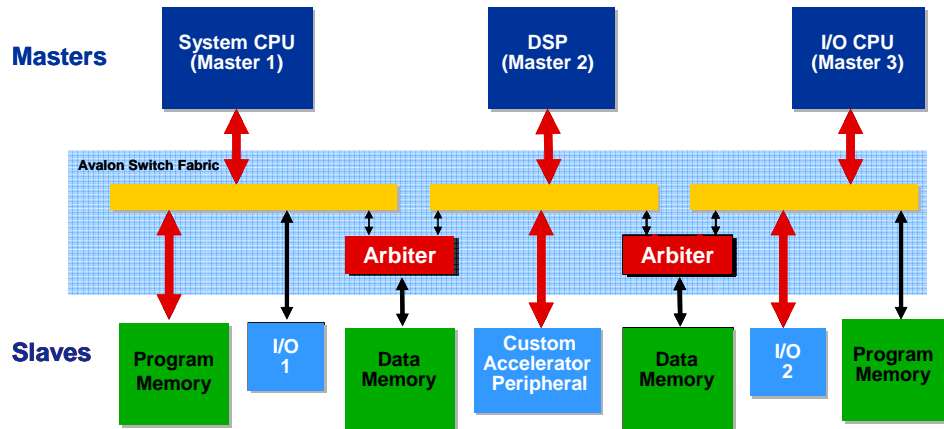 Masters
System CPU
(Master 1)
DSP
(Master 2)
I/O CPU
(Master 3)
Avalon Switch Fabric
Arbiter
Arbiter
Slaves
Program
Memory
I/O
1
Data
Memory
Custom
Accelerator
Peripheral
Data
Memory
I/O
2
Program
Memory